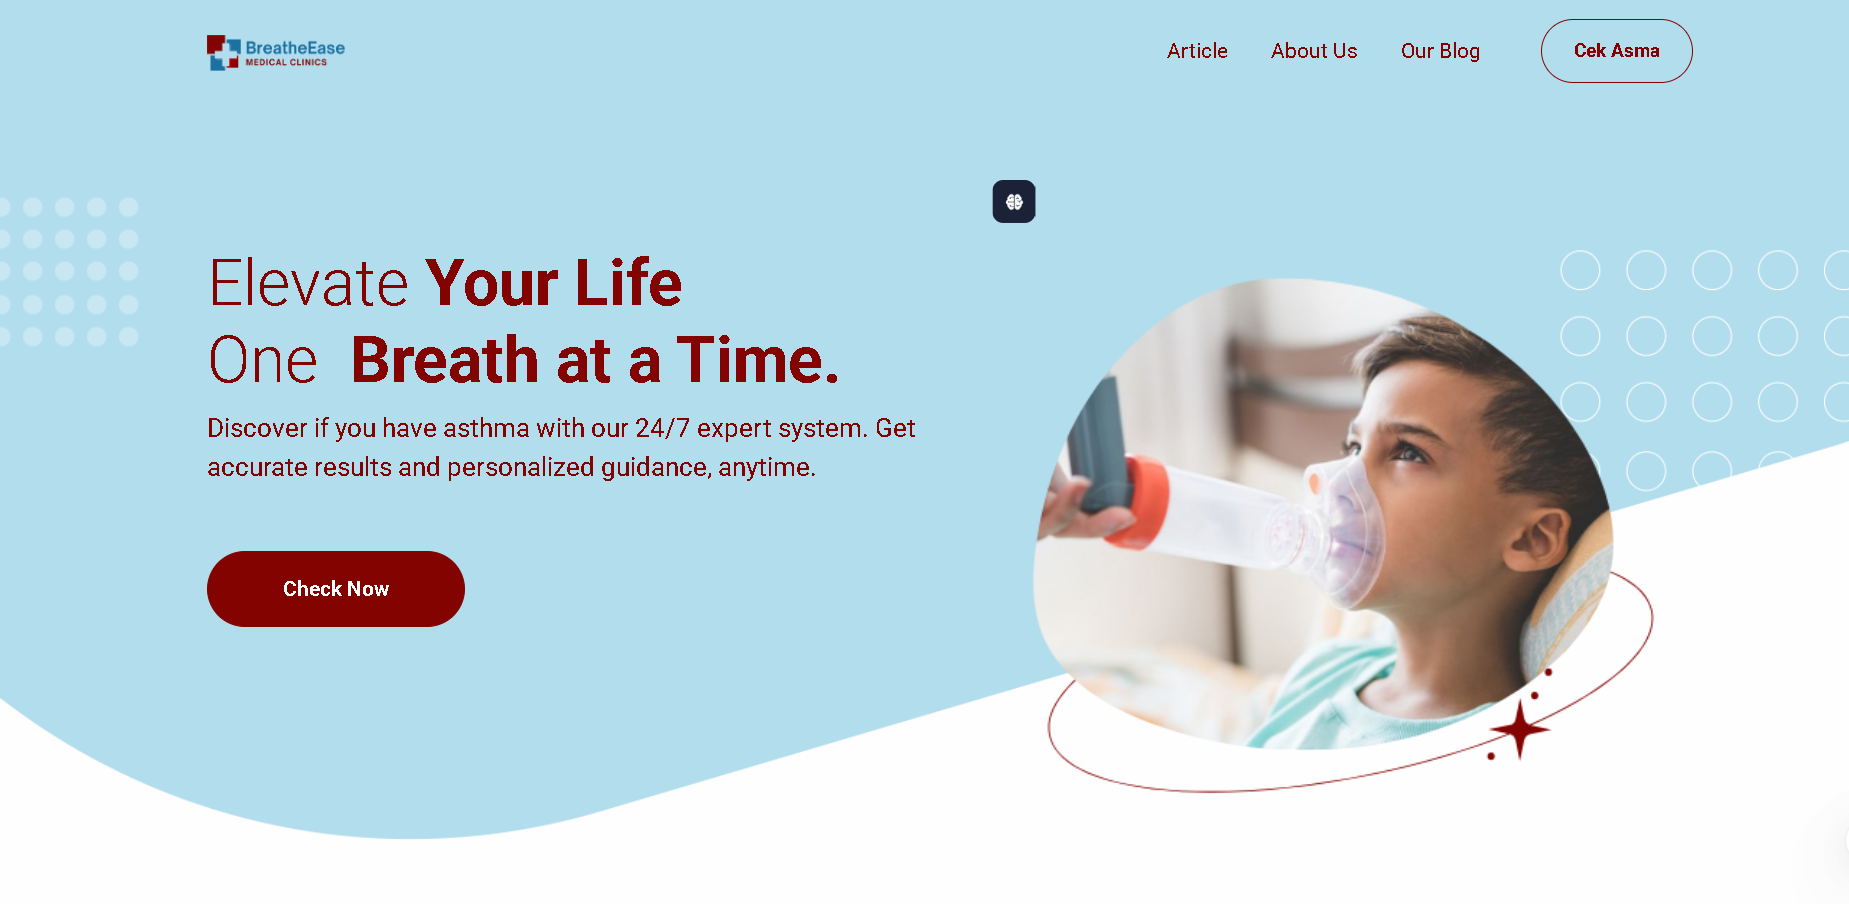 BreatheEase
MEDICAL CLINICS
Article
About Us
Our Blog
Cek Asma
Elevate Your Life
One Breath at a Time.
Discover if you have asthma with our 24/7 expert system. Get
accurate results and personalized guidance, anytime.
Check Now